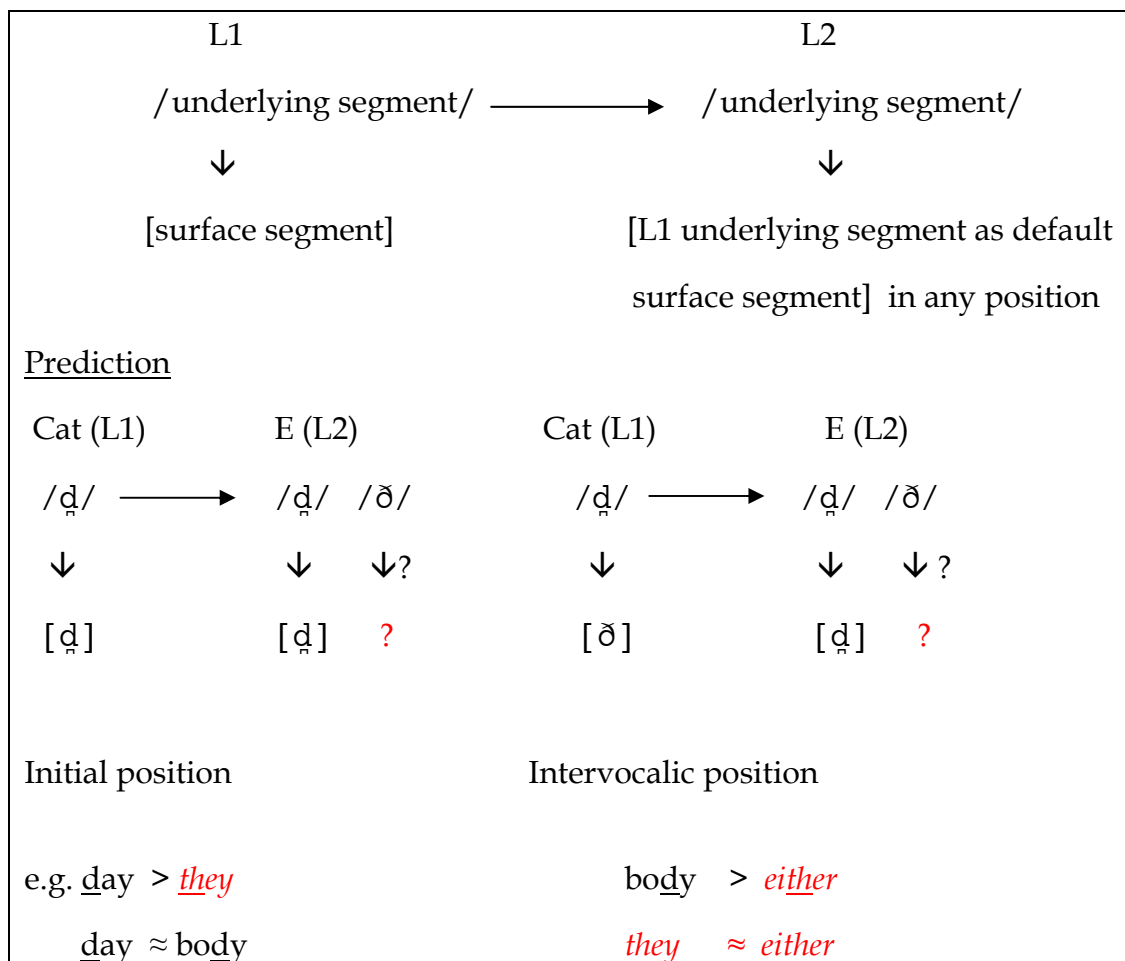 L1 L2
/underlying segment/ → /underlying segment/
↓ ↓
[surface segment] [L1 underlying segment as default
surface segment] in any position
Prediction
Cat (L1) E (L2) Cat (L1) E (L2)
/d̪/ → /d̪/ /ð/ /d̪/ → /d̪/ /ð/
↓ ↓ ↓? ↓ ↓ ↓ ?
[d̪] [d̪] ? [ð] [d̪] ?
Initial position Intervocalic position
e.g. day > they body > either
day ≈ body they ≈ either